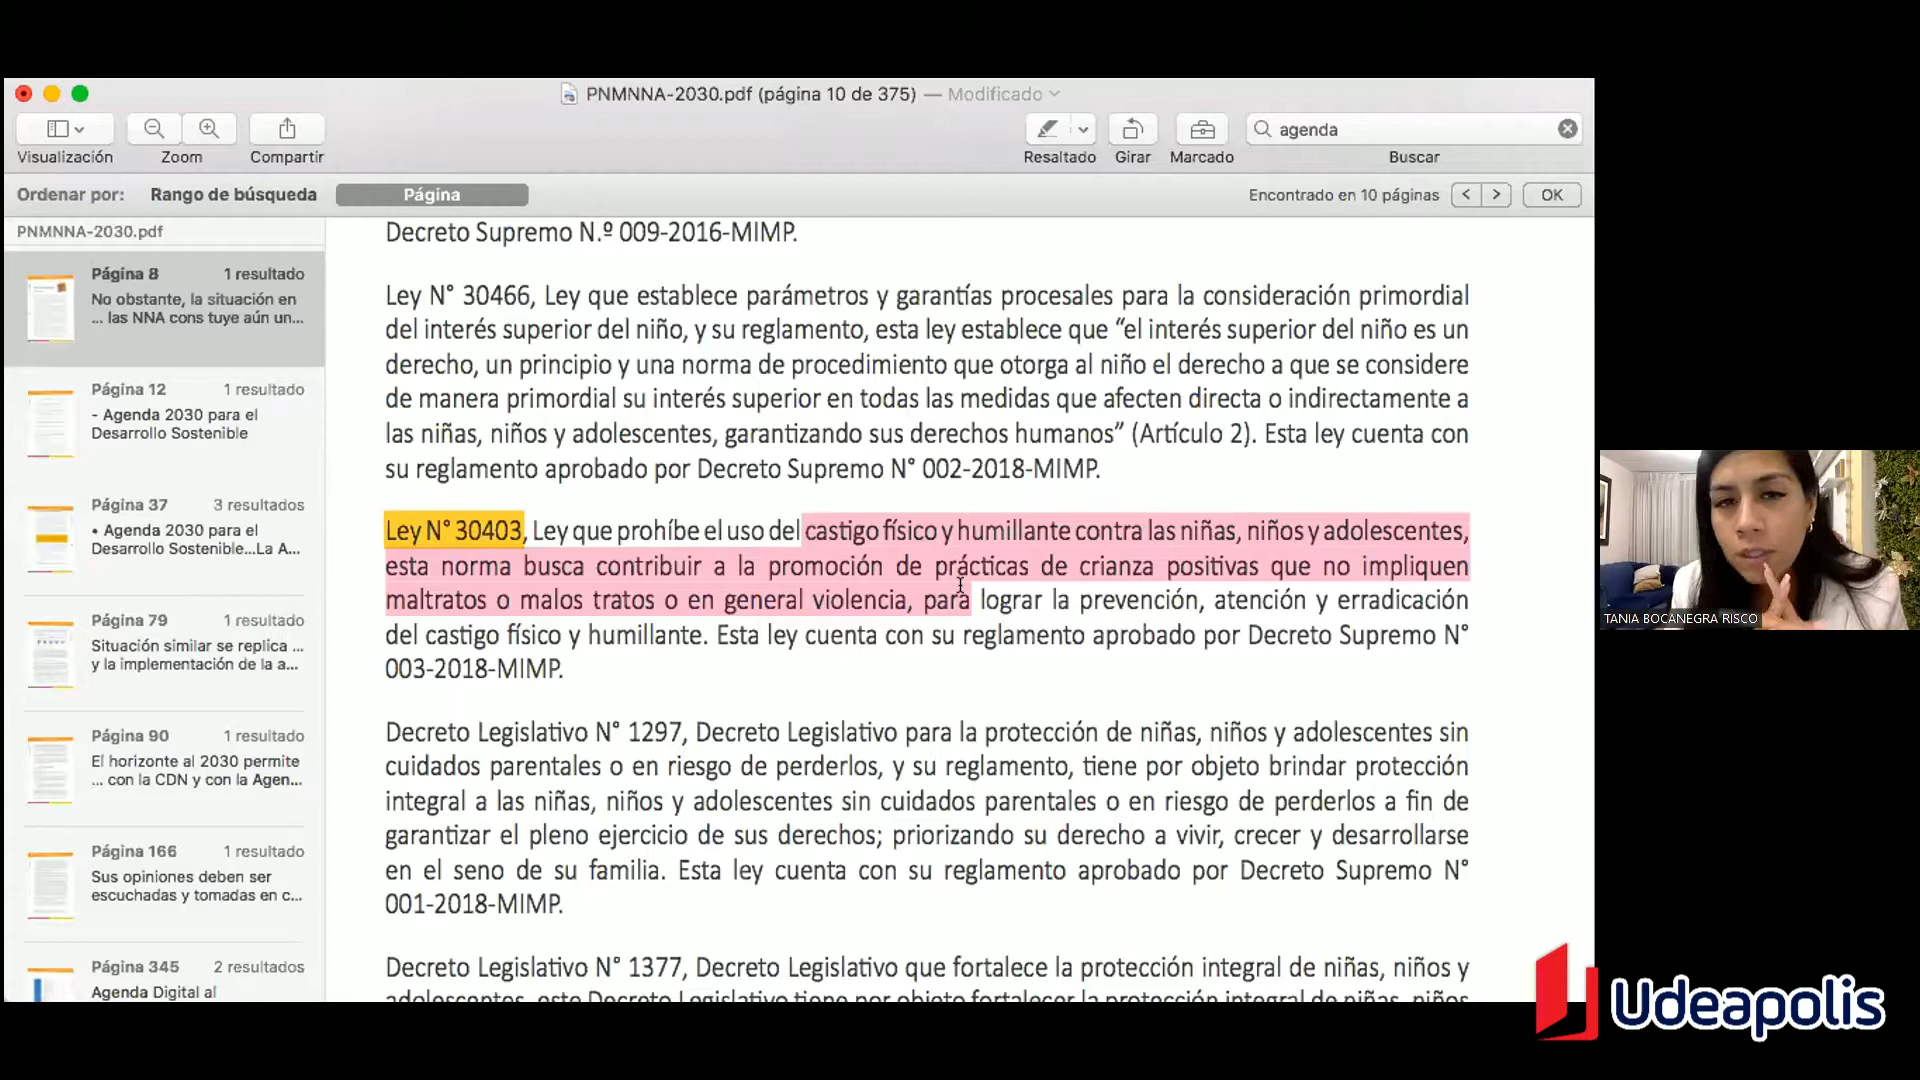 PNMNNA-2030.pdf (página 10 de 375) — Modificado
Visualización
Zoom
Compartir
Resaltado
Girar
Marcado
agenda
Buscar
Ordenar por:
Rango de búsqueda
Página
Encontrado en 10 páginas
OK
PNMNNA-2030.pdf
Página 8
1 resultado
No obstante, la situación en
... las NNA cons tuye aún un...
Página 12
1 resultado
- Agenda 2030 para el
Desarrollo Sostenible
Página 37
3 resultados
• Agenda 2030 para el
Desarrollo Sostenible...La A...
Página 79
1 resultado
Situación similar se replica ...
y la implementación de la a...
Página 90
1 resultado
El horizonte al 2030 permite
... con la CDN y con la Agen...
Página 166
1 resultado
Sus opiniones deben ser
escuchadas y tomadas en c...
Página 345
2 resultados
Agenda Digital al
Decreto Supremo N.º 009-2016-MIMP.
Ley N° 30466, Ley que establece parámetros y garantías procesales para la consideración primordial
del interés superior del niño, y su reglamento, esta ley establece que “el interés superior del niño es un
derecho, un principio y una norma de procedimiento que otorga al niño el derecho a que se considere
de manera primordial su interés superior en todas las medidas que afecten directa o indirectamente a
las niñas, niños y adolescentes, garantizando sus derechos humanos” (Artículo 2). Esta ley cuenta con
su reglamento aprobado por Decreto Supremo N° 002-2018-MIMP.
Ley N° 30403, Ley que prohíbe el uso del castigo físico y humillante contra las niñas, niños y adolescentes,
esta norma busca contribuir a la promoción de prácticas de crianza positivas que no impliquen
maltratos o malos tratos o en general violencia, para lograr la prevención, atención y erradicación
del castigo físico y humillante. Esta ley cuenta con su reglamento aprobado por Decreto Supremo N°
003-2018-MIMP.
Decreto Legislativo N° 1297, Decreto Legislativo para la protección de niñas, niños y adolescentes sin
cuidados parentales o en riesgo de perderlos, y su reglamento, tiene por objeto brindar protección
integral a las niñas, niños y adolescentes sin cuidados parentales o en riesgo de perderlos a fin de
garantizar el pleno ejercicio de sus derechos; priorizando su derecho a vivir, crecer y desarrollarse
en el seno de su familia. Esta ley cuenta con su reglamento aprobado por Decreto Supremo N°
001-2018-MIMP.
Decreto Legislativo N° 1377, Decreto Legislativo que fortalece la protección integral de niñas, niños y
adolescentes, este Decreto Legislativo tiene por objeto fortalecer la protección integral de niñas, niños
TANIA BOCANEGRA RISCO
Udeapolis